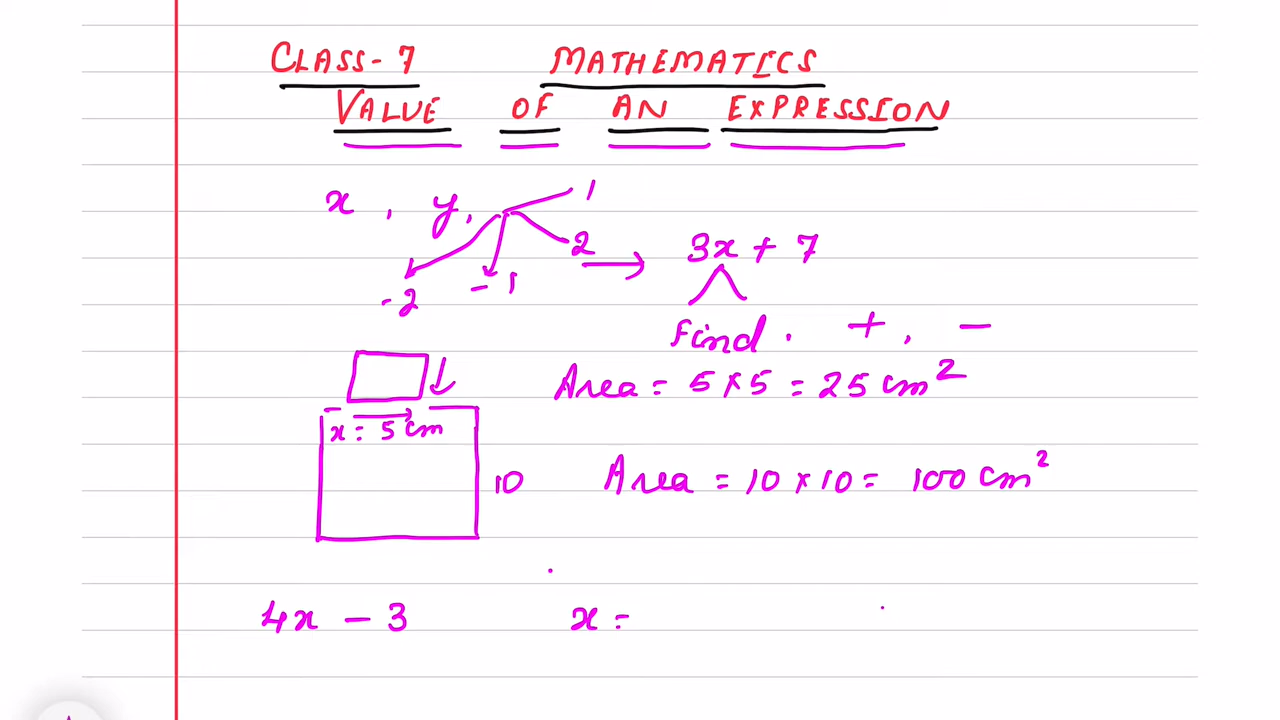 CLASS-7 MATHEMATICS
VALUE OF AN EXPRESSION
x, y, 1
2 → 3x + 7
-2 -1
Find. +, -
Area = 5×5 = 25 cm²
x = 5 cm
10 Area = 10×10 = 100 cm²
4x - 3 x =